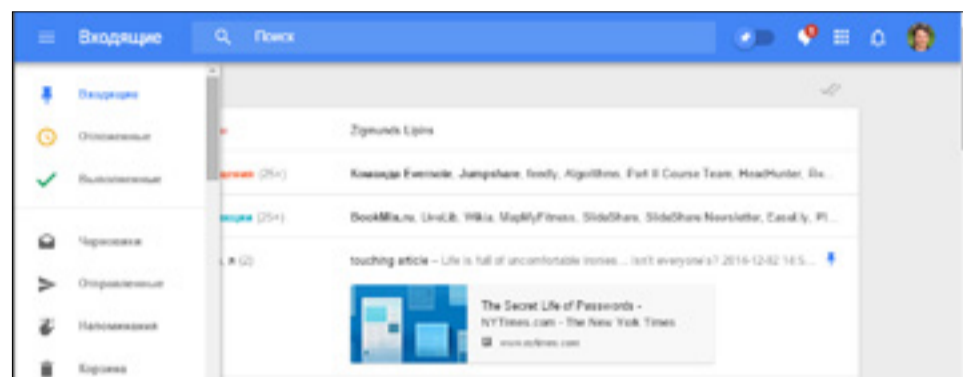 Входящие
Поиск
Входящие
Отложенные
Выполненные
Черновики
Отправленные
Напоминания
Корзина
Zigmunds Lipins
(25+)
Команда Evernote, Jumpshare, feedly, Algorithms, Part II Course Team, HeadHunter,
(25+)
BookMix.ru, LiveLib, Wikia, MapMyFitness, SlideShare, SlideShare Newsletter, Easel.ly, Pl...
, я (2)
touching article – Life is full of uncomfortable ironies... Isn't everyone's? 2016-12-02
The Secret Life of Passwords -
NYTimes.com - The New York Times
www.nytimes.com